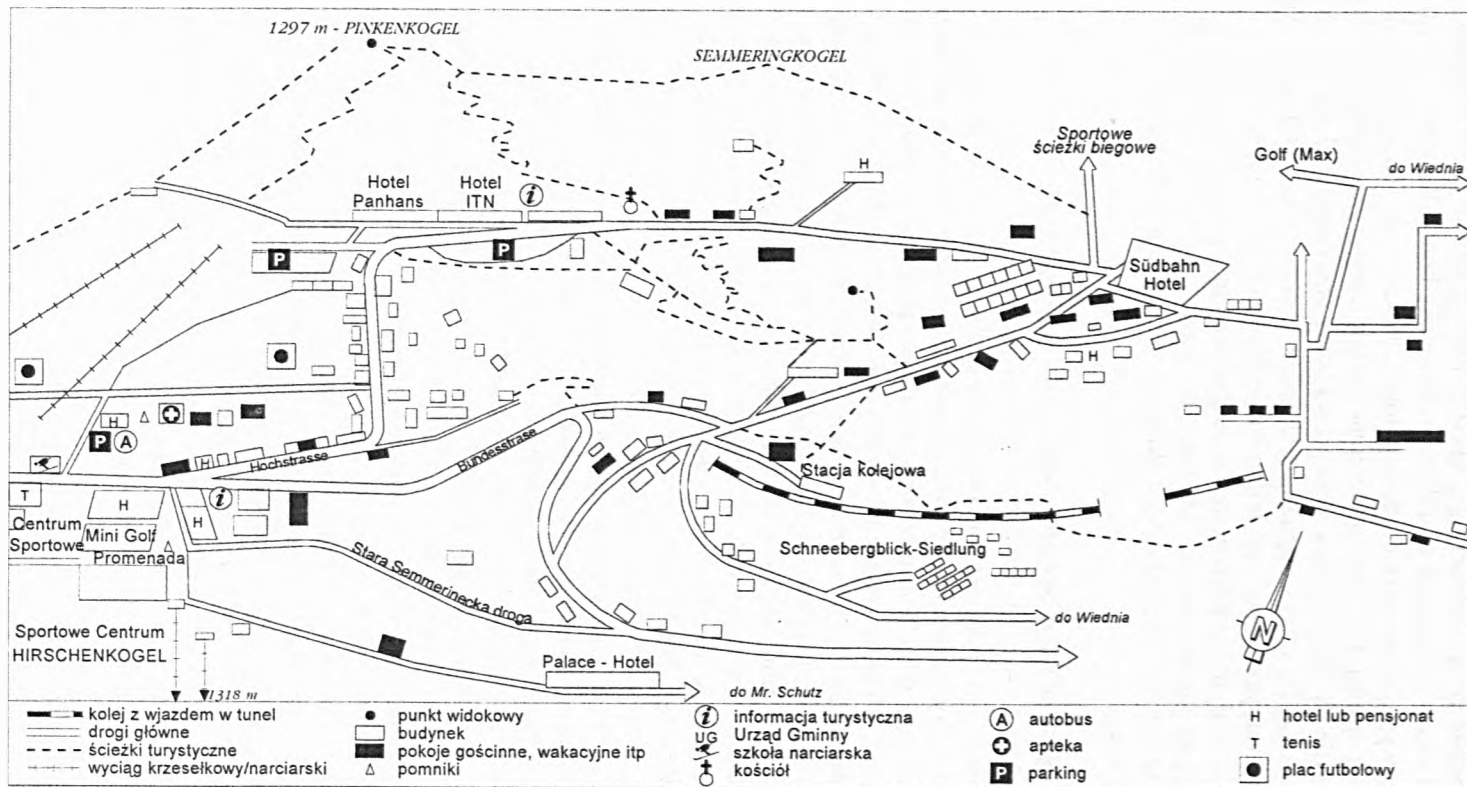 1297 m - PINKENKOGEL
SEMMERINGKOGEL
Sportowe
ścieżki biegowe
Golf (Max)
do Wiednia
H
Hotel
Panhans
Hotel
ITN
i
P
P
Südbahn
Hotel
H
H
P
A
H
Hochstrasse
Bundesstrase
Stacja kolejowa
T
H
H
i
Centrum
Sportowe
Mini Golf
Promenada
Stara Semmerinecka droga
Schneebergblick-Siedlung
do Wiednia
N
Sportowe Centrum
HIRSCHENKOGEL
Palace - Hotel
1318 m
do Mr. Schutz
kolej z wjazdem w tunel
drogi główne
ścieżki turystyczne
wyciąg krzesełkowy/narciarski
punkt widokowy
budynek
pokoje gościnne, wakacyjne itp
pomniki
i informacja turystyczna
UG Urząd Gminny
szkoła narciarska
kościół
A autobus
apteka
P parking
H hotel lub pensjonat
T tenis
plac futbolowy